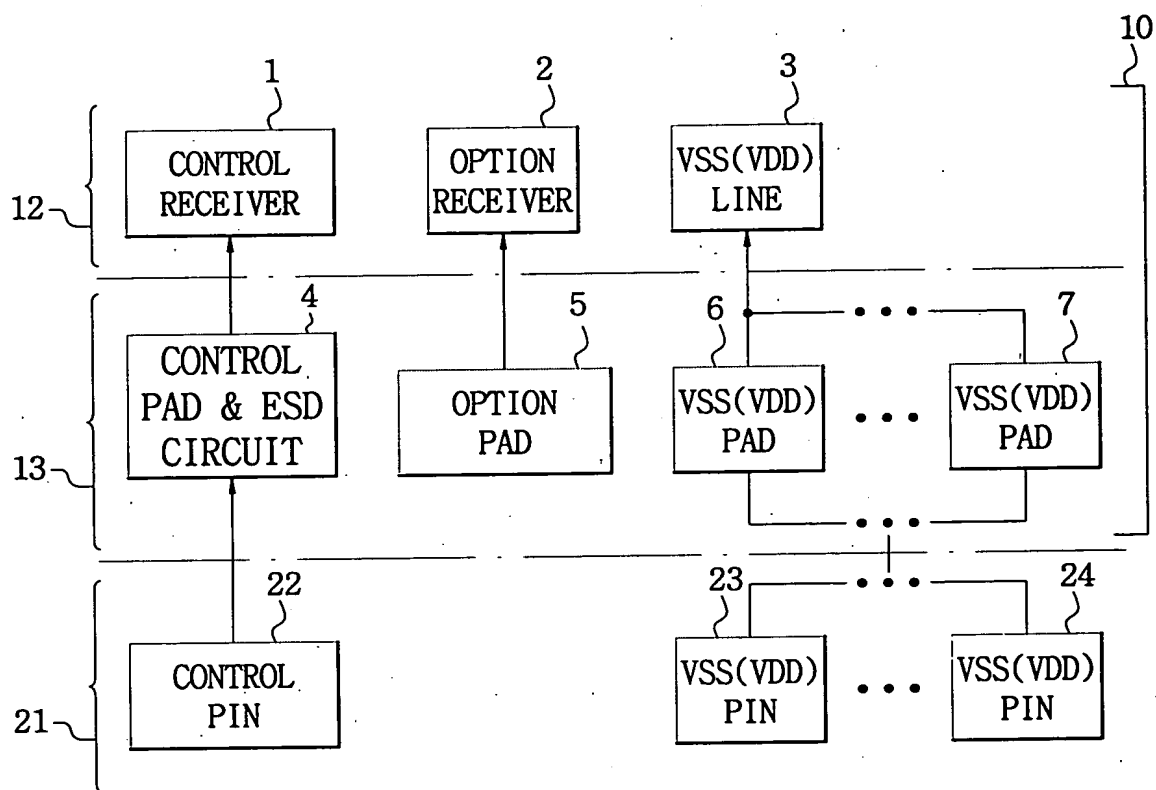 10
1
2
3
CONTROL
RECEIVER
OPTION
RECEIVER
VSS(VDD)
LINE
12
4
5
6
7
CONTROL
PAD & ESD
CIRCUIT
OPTION
PAD
VSS(VDD)
PAD
VSS(VDD)
PAD
13
22
23
24
CONTROL
PIN
VSS(VDD)
PIN
VSS(VDD)
PIN
21